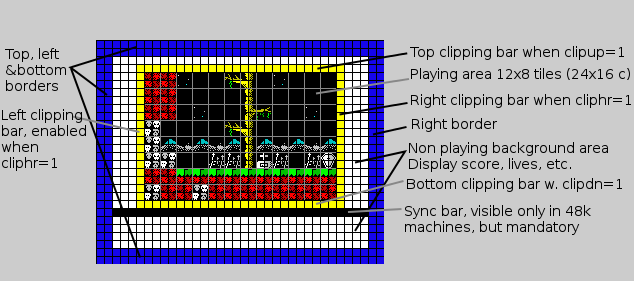 Top, left
&bottom
borders
Left clipping
bar, enabled
when
cliphr=1
Top clipping bar when clipup=1
Playing area 12x8 tiles (24x16 c)
Right clipping bar when cliphr=1
Right border
Non playing background area
Display score, lives, etc.
Bottom clipping bar w. clipdn=1
Sync bar, visible only in 48k
machines, but mandatory